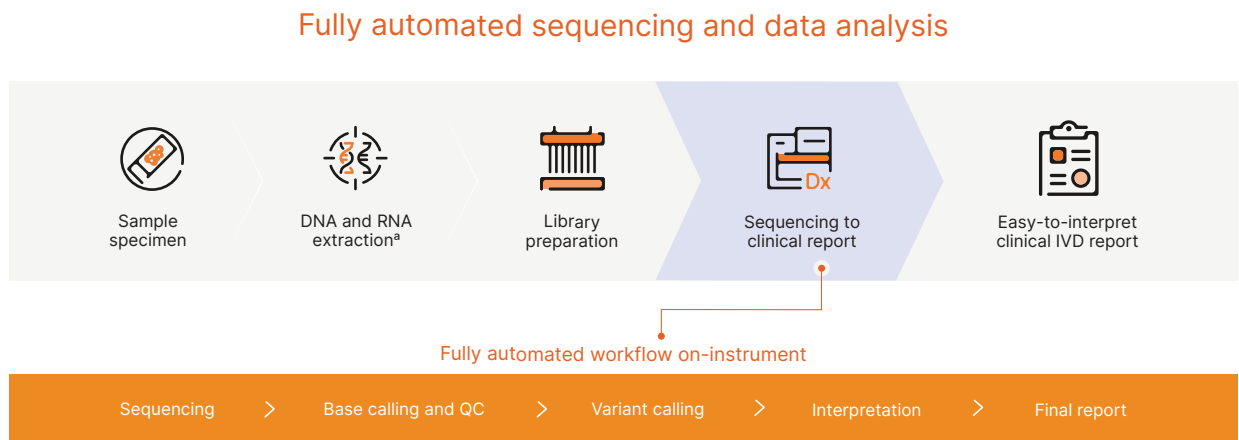 Fully automated sequencing and data analysis
Dx
Sample
specimen
DNA and RNA
extractionᵃ
Library
preparation
Sequencing to
clinical report
Easy-to-interpret
clinical IVD report
Fully automated workflow on-instrument
Sequencing > Base calling and QC > Variant calling > Interpretation > Final report